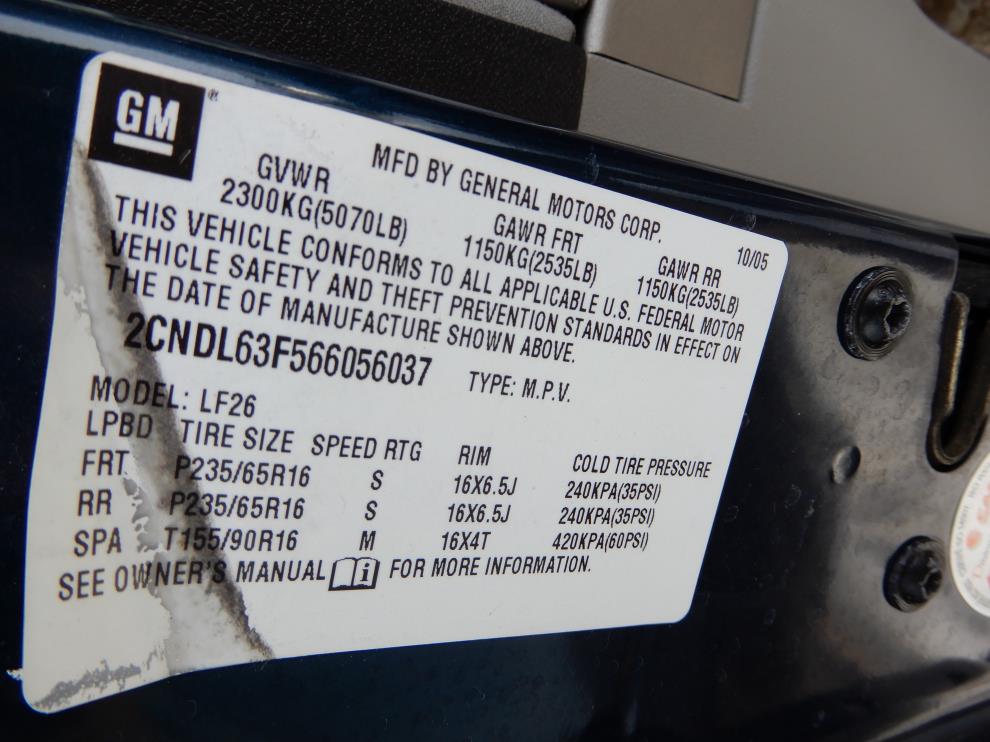 GM®
MFD BY GENERAL MOTORS CORP. 10/05
GVWR GAWR FRT GAWR RR
2300KG(5070LB) 1150KG(2535LB) 1150KG(2535LB)
THIS VEHICLE CONFORMS TO ALL APPLICABLE U.S. FEDERAL MOTOR
VEHICLE SAFETY AND THEFT PREVENTION STANDARDS IN EFFECT ON
THE DATE OF MANUFACTURE SHOWN ABOVE.
2CNDL63F566056037 TYPE: M.P.V.
MODEL: LF26
LPBD TIRE SIZE SPEED RTG RIM COLD TIRE PRESSURE
FRT P235/65R16 S 16X6.5J 240KPA(35PSI)
RR P235/65R16 S 16X6.5J 240KPA(35PSI)
SPA T155/90R16 M 16X4T 420KPA(60PSI)
SEE OWNER'S MANUAL i FOR MORE INFORMATION.